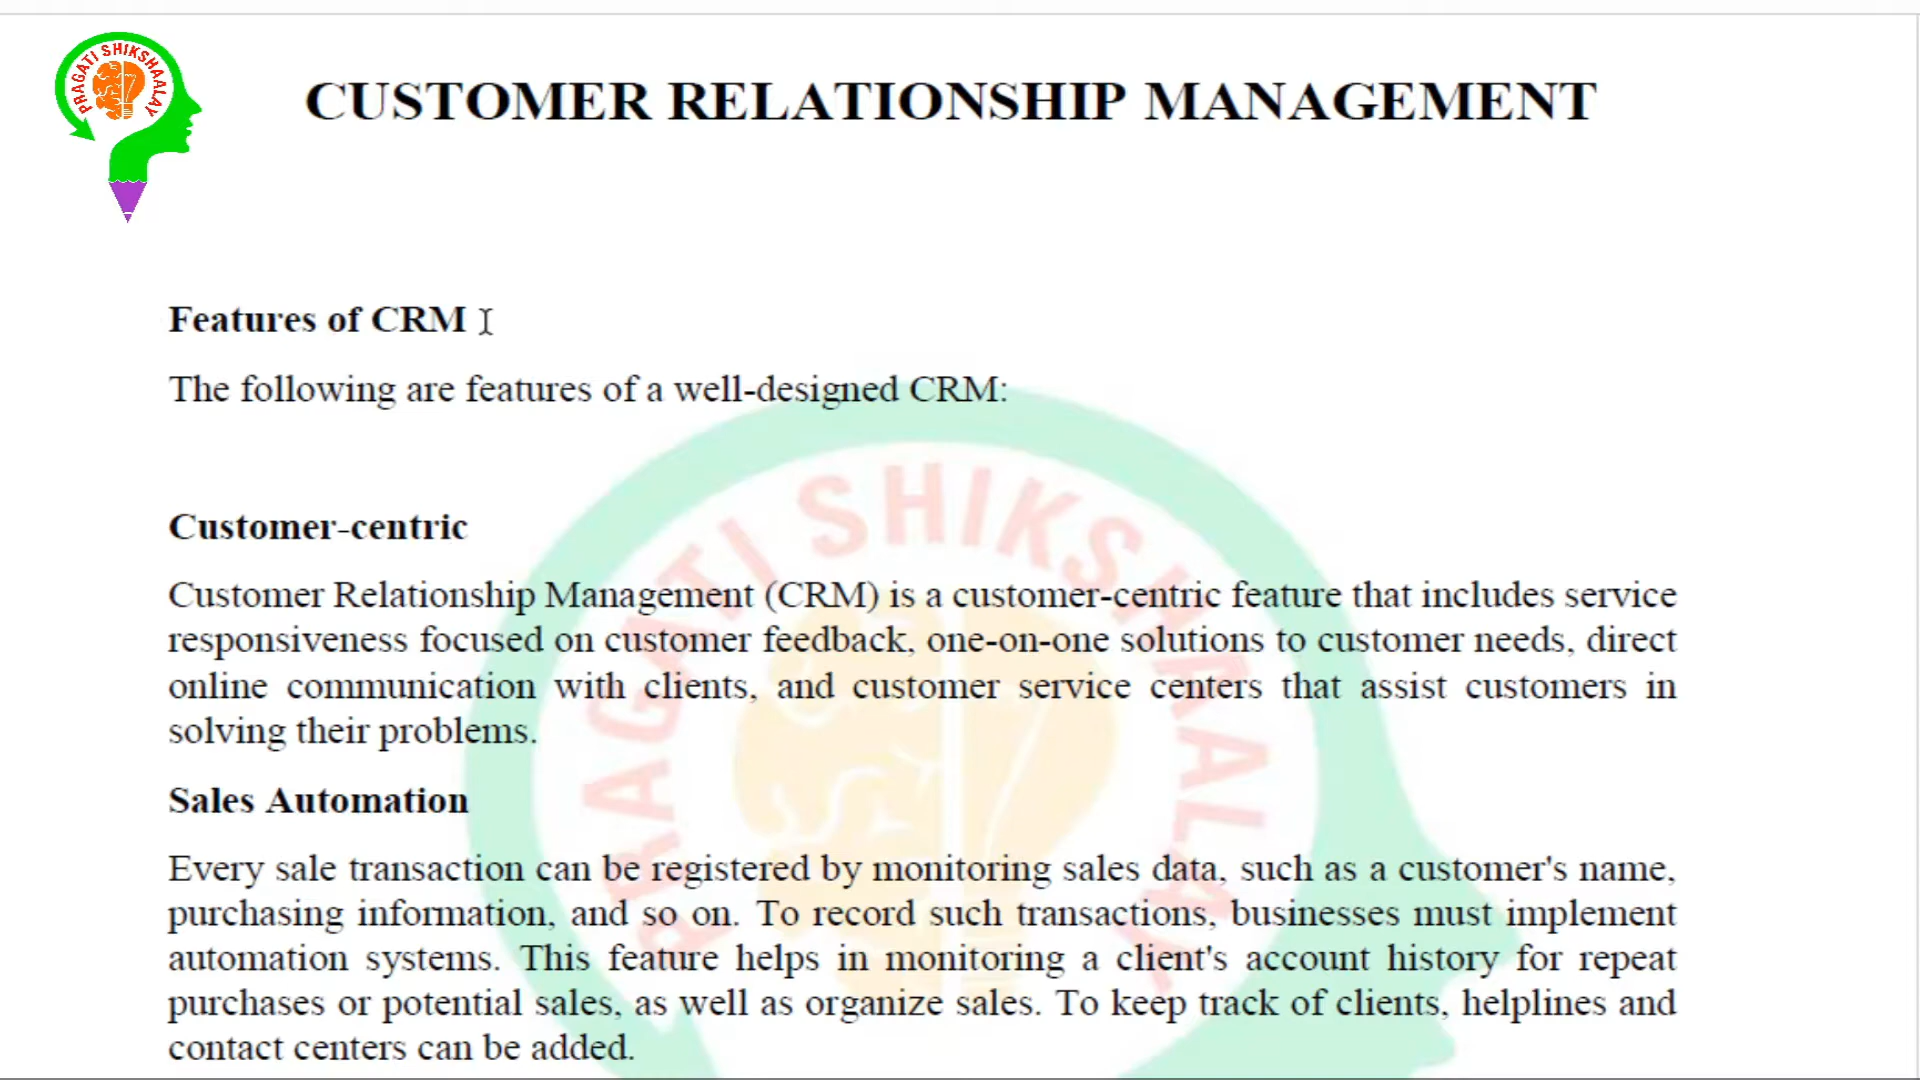 PRAGATI SHIKSHAALAY
CUSTOMER RELATIONSHIP MANAGEMENT
Features of CRM
The following are features of a well-designed CRM:
PRAGATI SHIKSHAALAY
Customer-centric
Customer Relationship Management (CRM) is a customer-centric feature that includes service
responsiveness focused on customer feedback, one-on-one solutions to customer needs, direct
online communication with clients, and customer service centers that assist customers in
solving their problems.
Sales Automation
Every sale transaction can be registered by monitoring sales data, such as a customer's name,
purchasing information, and so on. To record such transactions, businesses must implement
automation systems. This feature helps in monitoring a client's account history for repeat
purchases or potential sales, as well as organize sales. To keep track of clients, helplines and
contact centers can be added.